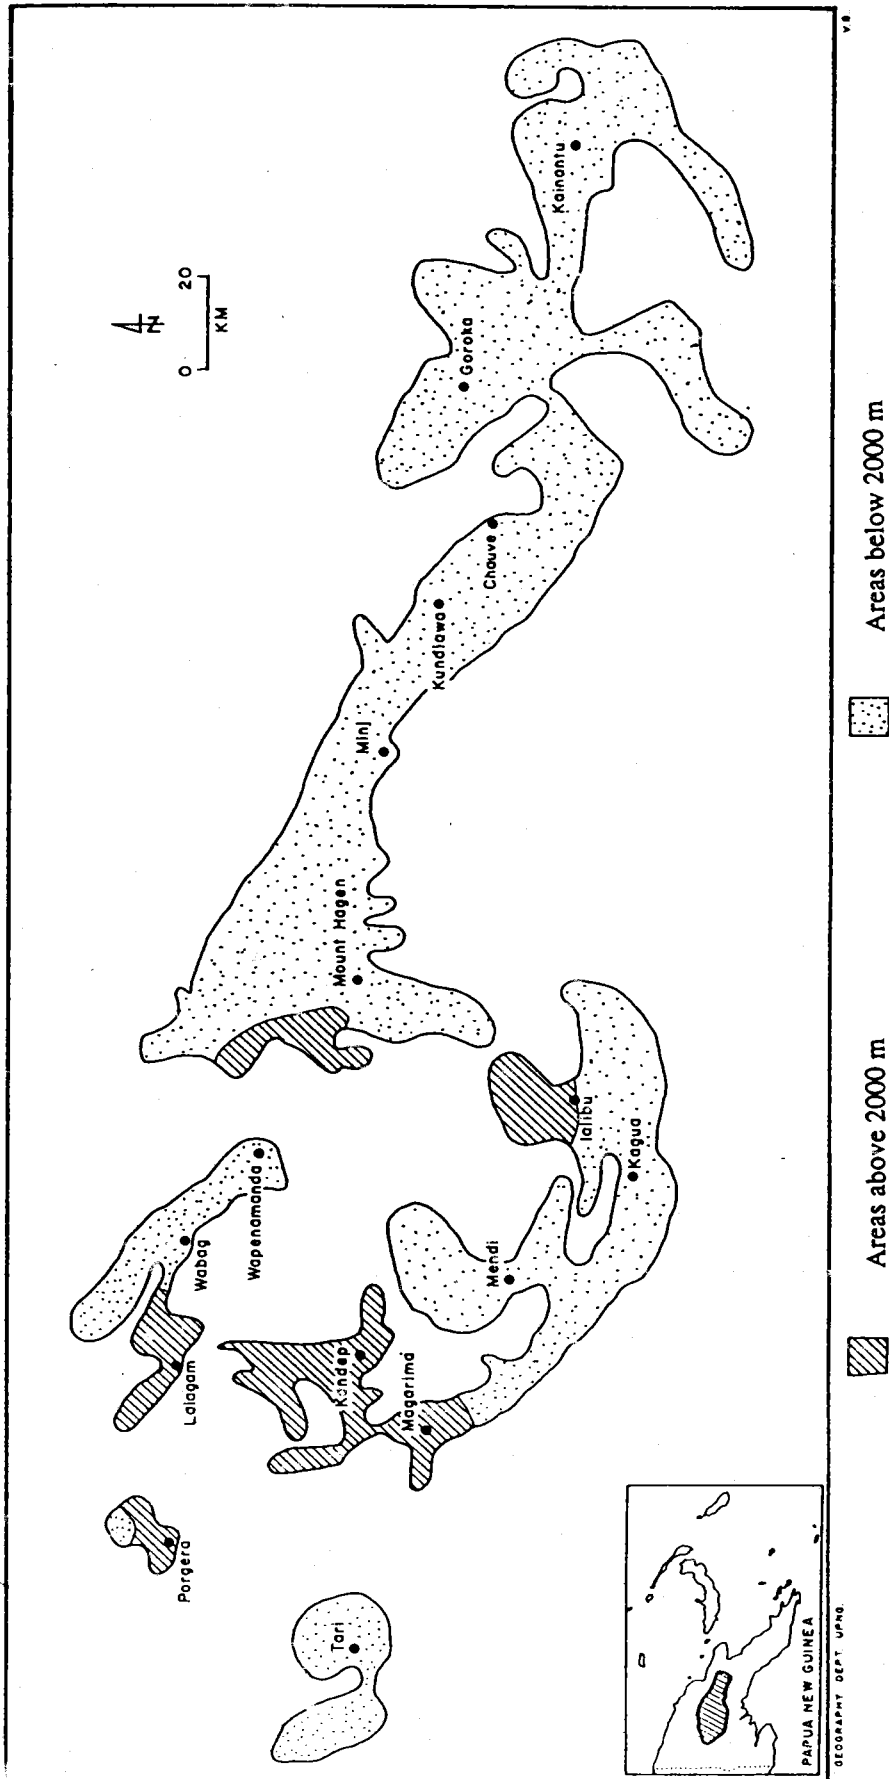 V.B.
20
0
KM
N
Kainantu
Goroka
Chauve
Kundiawa
Minj
Mount Hagen
Ialibu
Kagua
Wapenamanda
Wabag
Mendi
Lalagam
Kandep
Magarima
Porgera
Tari
PAPUA NEW GUINEA
GEOGRAPHY DEPT. UPNG.
Areas above 2000 m
Areas below 2000 m